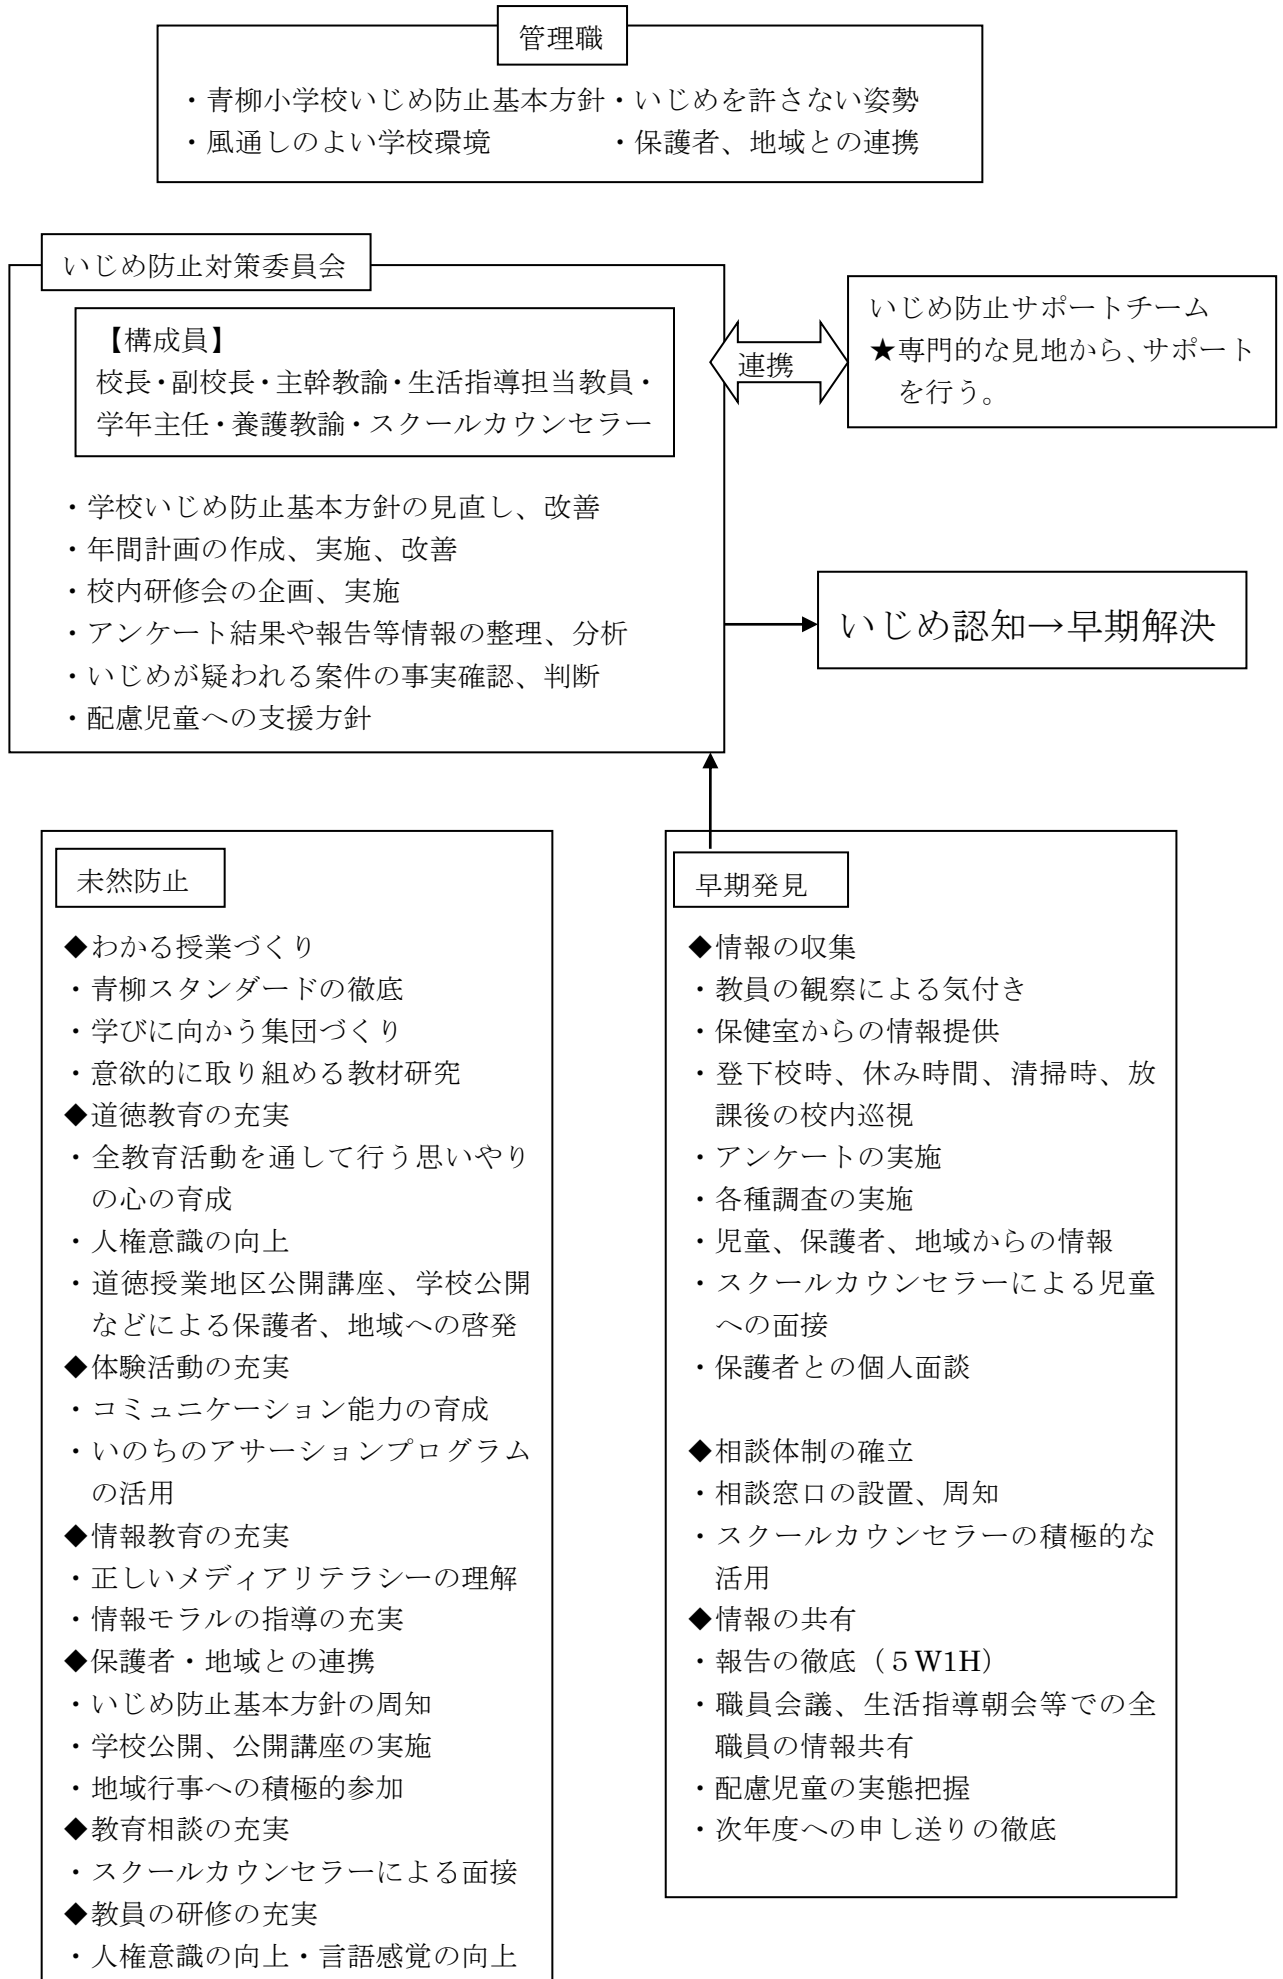 管理職
・青柳小学校いじめ防止基本方針・いじめを許さない姿勢
・風通しのよい学校環境　　　　・保護者、地域との連携
いじめ防止対策委員会
【構成員】
校長・副校長・主幹教諭・生活指導担当教員・
学年主任・養護教諭・スクールカウンセラー
・学校いじめ防止基本方針の見直し、改善
・年間計画の作成、実施、改善
・校内研修会の企画、実施
・アンケート結果や報告等情報の整理、分析
・いじめが疑われる案件の事実確認、判断
・配慮児童への支援方針
連携
いじめ防止サポートチーム
★専門的な見地から、サポート
を行う。
いじめ認知→早期解決
未然防止
◆わかる授業づくり
・青柳スタンダードの徹底
・学びに向かう集団づくり
・意欲的に取り組める教材研究
◆道徳教育の充実
・全教育活動を通して行う思いやり
の心の育成
・人権意識の向上
・道徳授業地区公開講座、学校公開
などによる保護者、地域への啓発
◆体験活動の充実
・コミュニケーション能力の育成
・いのちのアサーションプログラム
の活用
◆情報教育の充実
・正しいメディアリテラシーの理解
・情報モラルの指導の充実
◆保護者・地域との連携
・いじめ防止基本方針の周知
・学校公開、公開講座の実施
・地域行事への積極的参加
◆教育相談の充実
・スクールカウンセラーによる面接
◆教員の研修の充実
・人権意識の向上・言語感覚の向上
早期発見
◆情報の収集
・教員の観察による気付き
・保健室からの情報提供
・登下校時、休み時間、清掃時、放
課後の校内巡視
・アンケートの実施
・各種調査の実施
・児童、保護者、地域からの情報
・スクールカウンセラーによる児童
への面接
・保護者との個人面談
◆相談体制の確立
・相談窓口の設置、周知
・スクールカウンセラーの積極的な
活用
◆情報の共有
・報告の徹底（５W1H）
・職員会議、生活指導朝会等での全
職員の情報共有
・配慮児童の実態把握
・次年度への申し送りの徹底